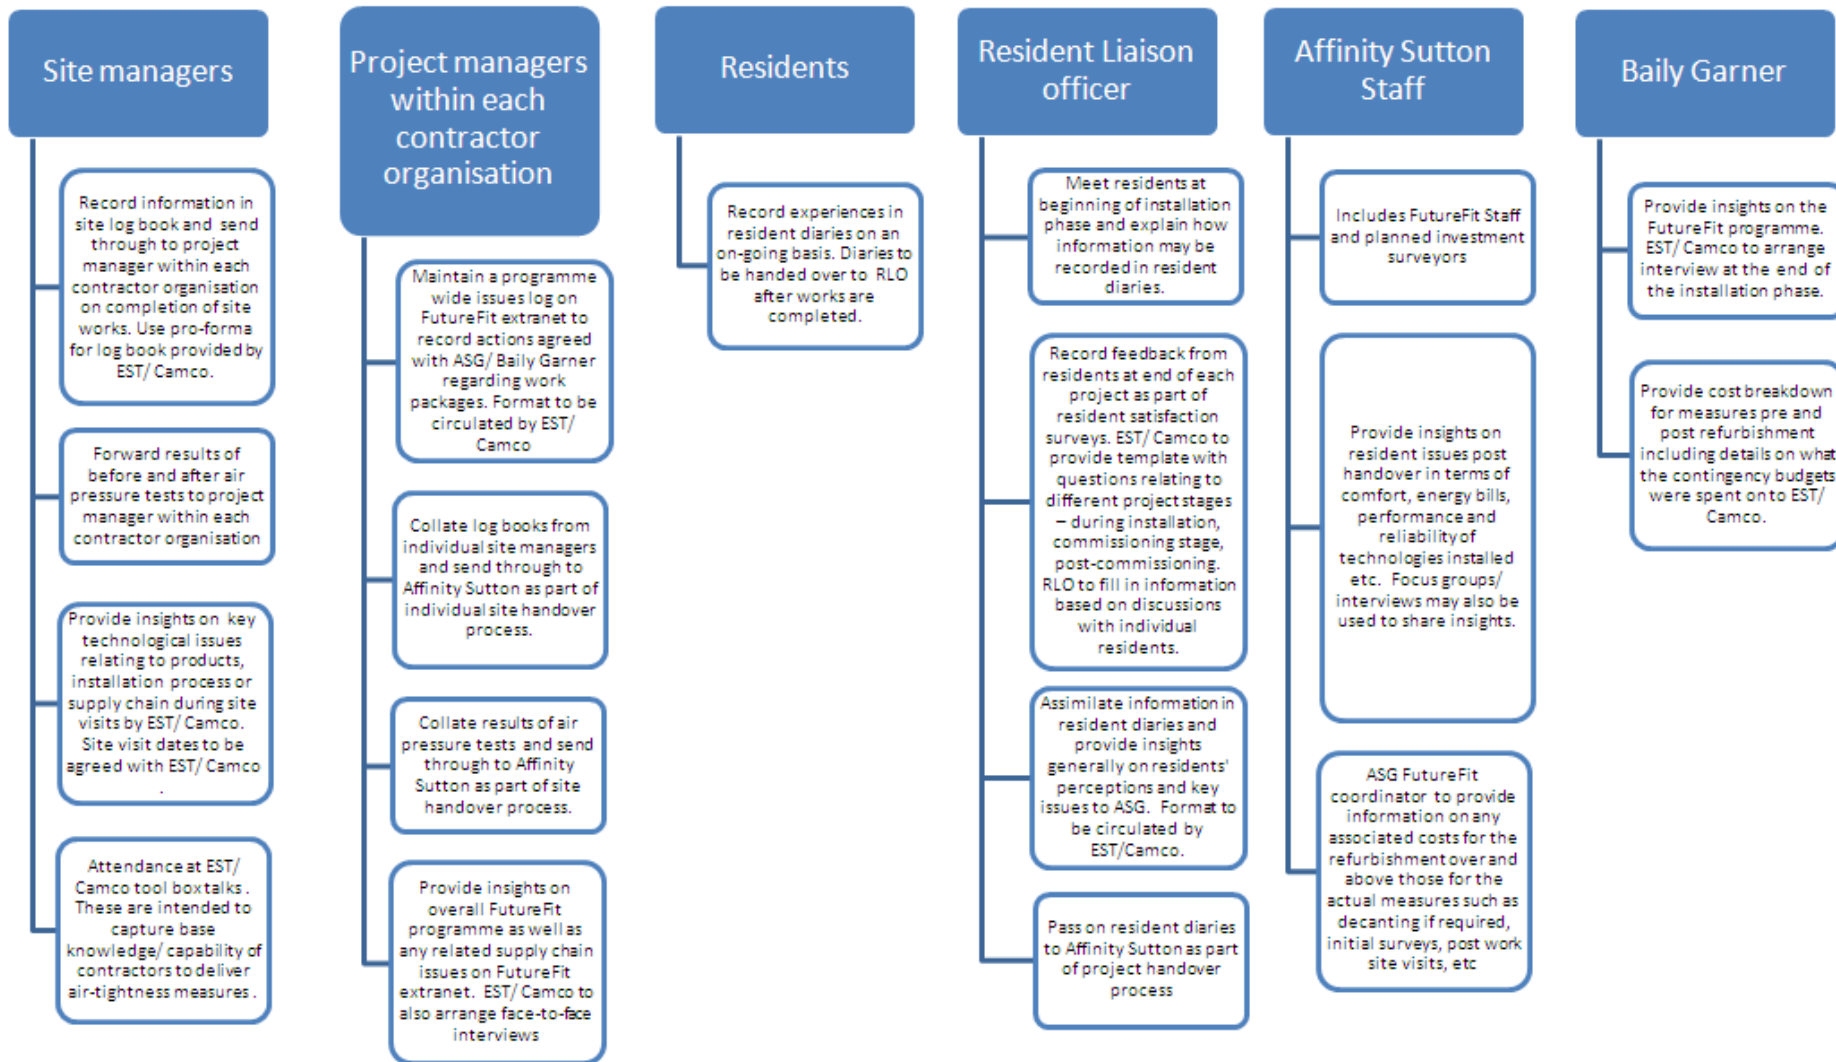 Site managers
Record information in
site log book and send
through to project
manager within each
contractor organisation
on completion of site
works. Use pro-forma
for log book provided by
EST/ Camco.
Forward results of
before and after air
pressure tests to project
manager within each
contractor organisation
Provide insights on key
technological issues
relating to products,
installation process or
supply chain during site
visits by EST/ Camco.
Site visit dates to be
agreed with EST/ Camco
.
Attendance at EST/
Camco tool box talks .
These are intended to
capture base
knowledge/ capability of
contractors to deliver
air-tightness measures .
Project managers
within each
contractor
organisation
Maintain a programme
wide issues log on
FutureFit extranet to
record actions agreed
with ASG/ Baily Garner
regarding work
packages. Format to be
circulated by EST/
Camco
Collate log books from
individual site managers
and send through to
Affinity Sutton as part of
individual site handover
process.
Collate results of air
pressure tests and send
through to Affinity
Sutton as part of site
handover process.
Provide insights on
overall FutureFit
programme as well as
any related supply chain
issues on FutureFit
extranet. EST/ Camco to
also arrange face-to-face
interviews
Residents
Record experiences in
resident diaries on an
on-going basis. Diaries to
be handed over to RLO
after works are
completed.
Resident Liaison
officer
Meet residents at
beginning of installation
phase and explain how
information may be
recorded in resident
diaries.
Record feedback from
residents at end of each
project as part of
resident satisfaction
surveys. EST/ Camco to
provide template with
questions relating to
different project stages
– during installation,
commissioning stage,
post-commissioning.
RLO to fill in information
based on discussions
with individual
residents.
Assimilate information in
resident diaries and
provide insights
generally on residents'
perceptions and key
issues to ASG. Format to
be circulated by
EST/Camco.
Pass on resident diaries
to Affinity Sutton as part
of project handover
process
Affinity Sutton
Staff
Includes FutureFit Staff
and planned investment
surveyors
Provide insights on
resident issues post
handover in terms of
comfort, energy bills,
performance and
reliability of
technologies installed
etc. Focus groups/
interviews may also be
used to share insights.
ASG FutureFit
coordinator to provide
information on any
associated costs for the
refurbishment over and
above those for the
actual measures such as
decanting if required,
initial surveys, post work
site visits, etc
Baily Garner
Provide insights on the
FutureFit programme.
EST/ Camco to arrange
interview at the end of
the installation phase.
Provide cost breakdown
for measures pre and
post refurbishment
including details on what
the contingency budgets
were spent on to EST/
Camco.